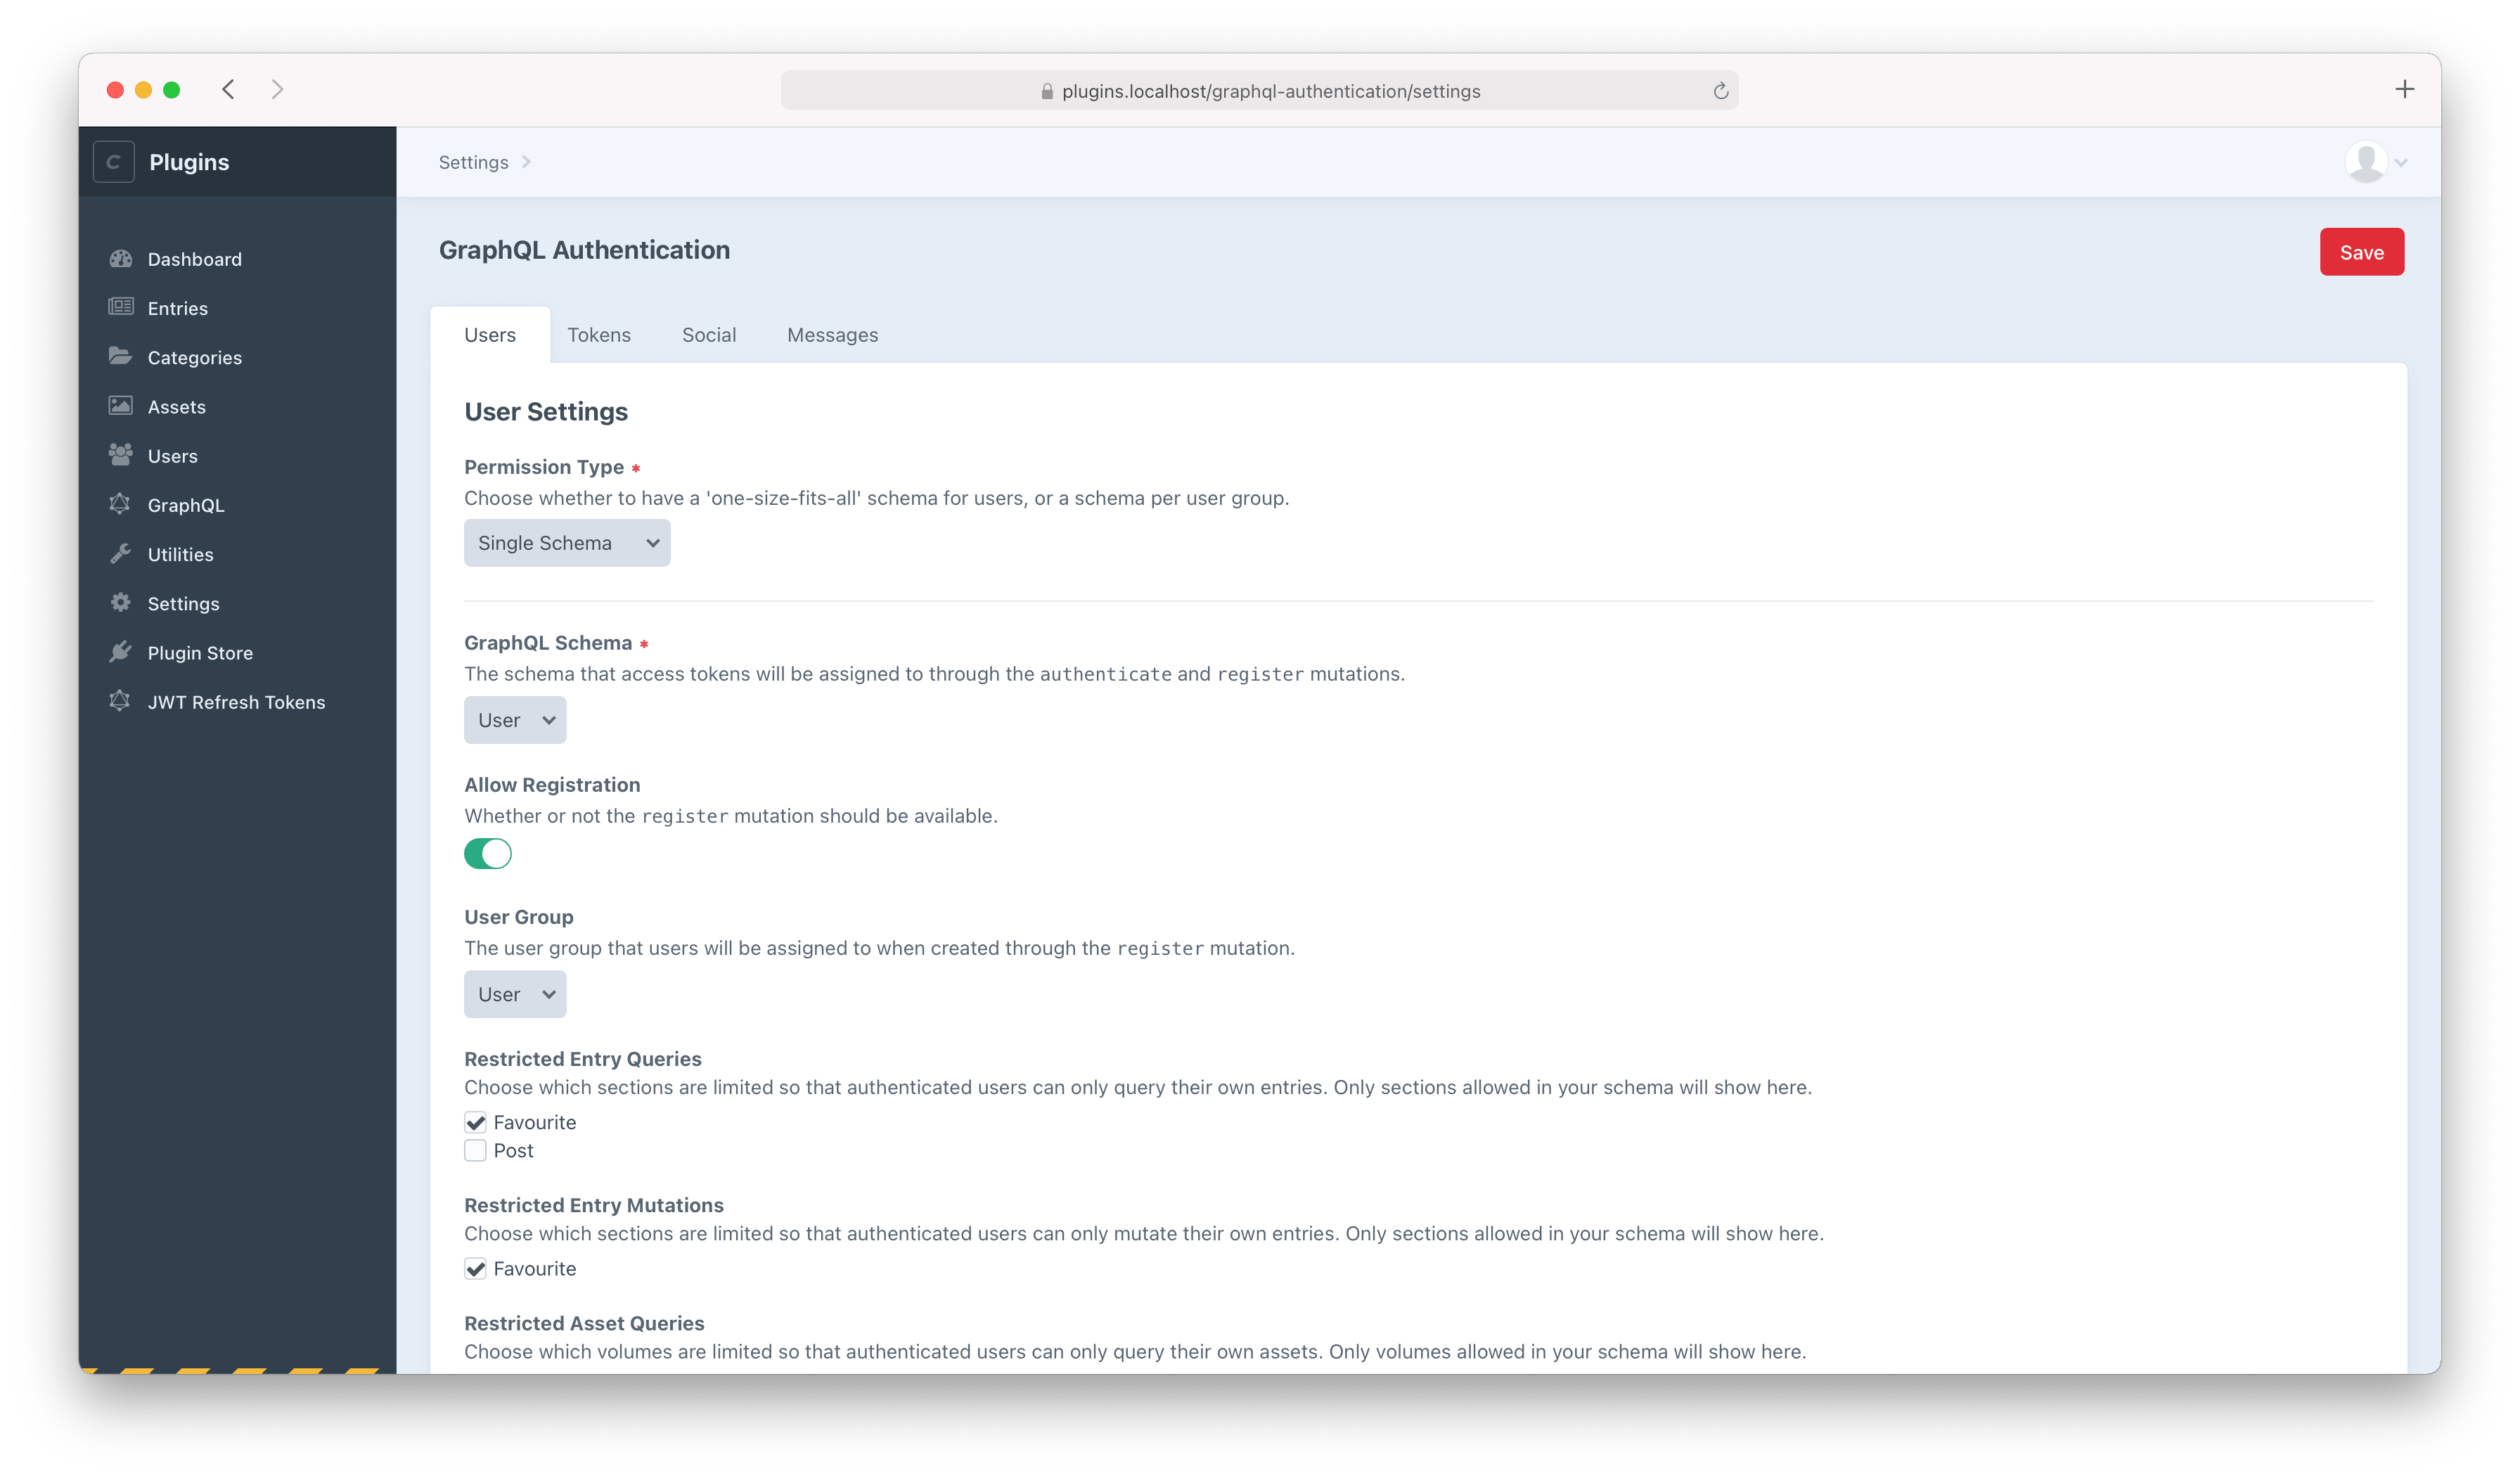 plugins.localhost/graphql-authentication/settings
C Plugins
Settings
Dashboard
Entries
Categories
Assets
Users
GraphQL
Utilities
Settings
Plugin Store
JWT Refresh Tokens
GraphQL Authentication
Save
Users Tokens Social Messages
User Settings
Permission Type *
Choose whether to have a 'one-size-fits-all' schema for users, or a schema per user group.
Single Schema
GraphQL Schema *
The schema that access tokens will be assigned to through the authenticate and register mutations.
User
Allow Registration
Whether or not the register mutation should be available.
User Group
The user group that users will be assigned to when created through the register mutation.
User
Restricted Entry Queries
Choose which sections are limited so that authenticated users can only query their own entries. Only sections allowed in your schema will show here.
Favourite
Post
Restricted Entry Mutations
Choose which sections are limited so that authenticated users can only mutate their own entries. Only sections allowed in your schema will show here.
Favourite
Restricted Asset Queries
Choose which volumes are limited so that authenticated users can only query their own assets. Only volumes allowed in your schema will show here.